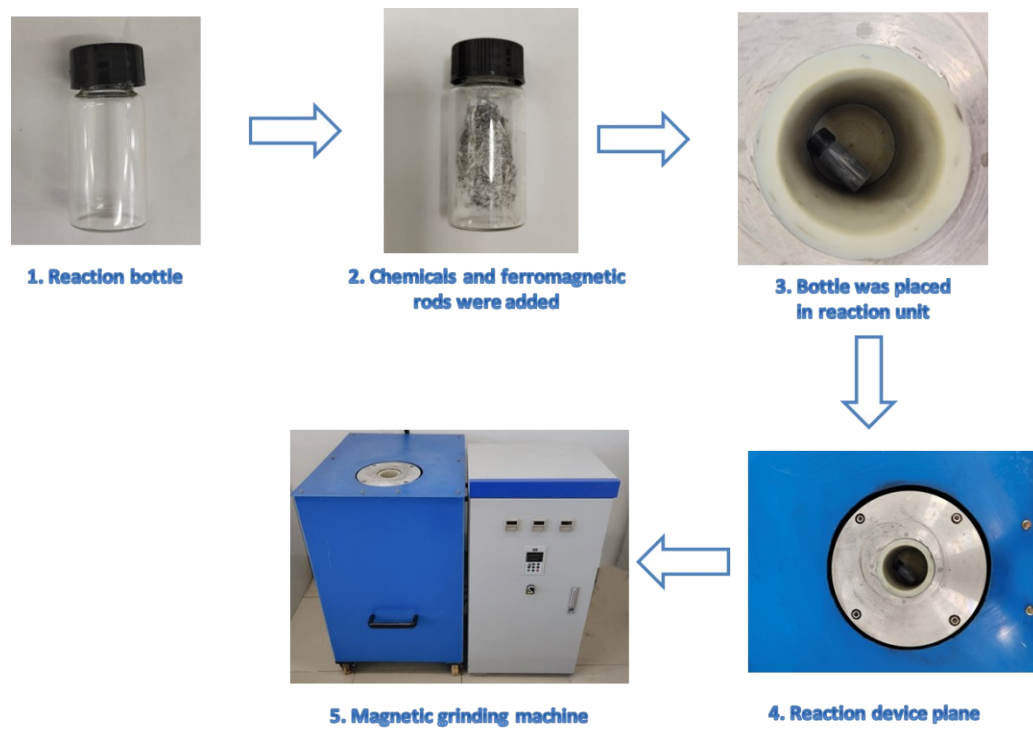 1. Reaction bottle
2. Chemicals and ferromagnetic
rods were added
3. Bottle was placed
in reaction unit
4. Reaction device plane
5. Magnetic grinding machine